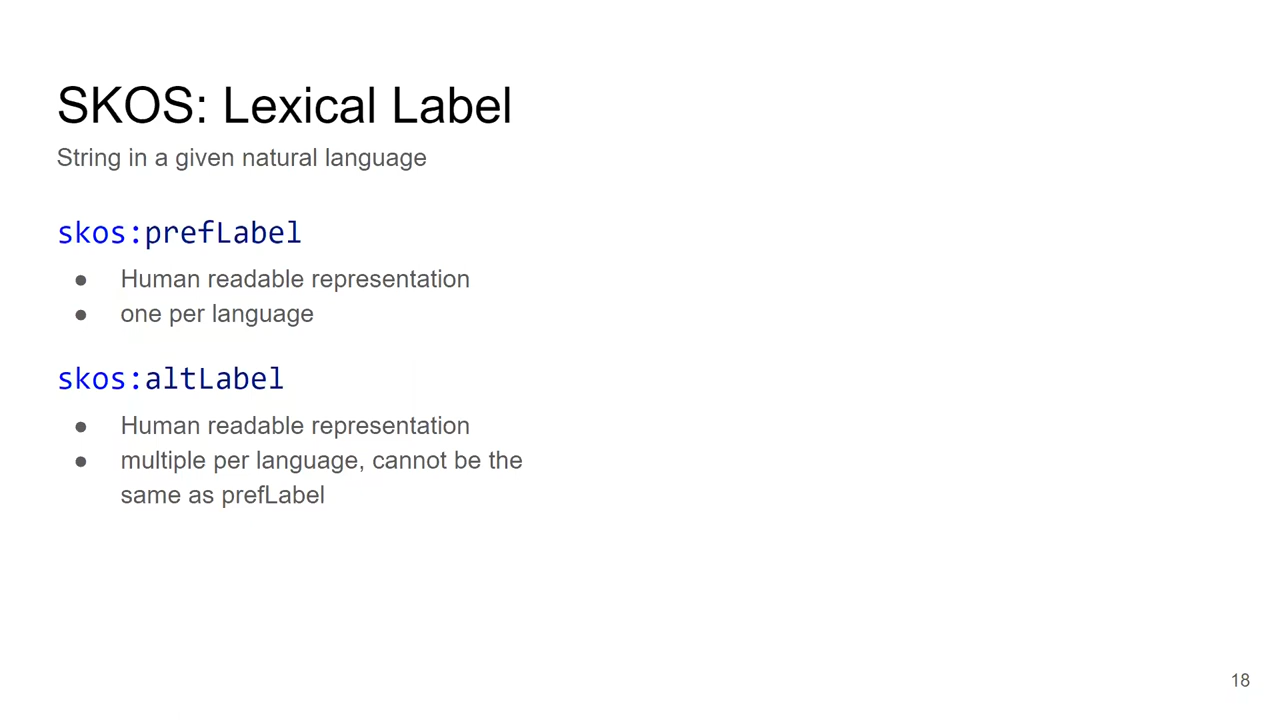 SKOS: Lexical Label
String in a given natural language
skos:prefLabel
● Human readable representation
● one per language
skos:altLabel
● Human readable representation
● multiple per language, cannot be the
same as prefLabel
18